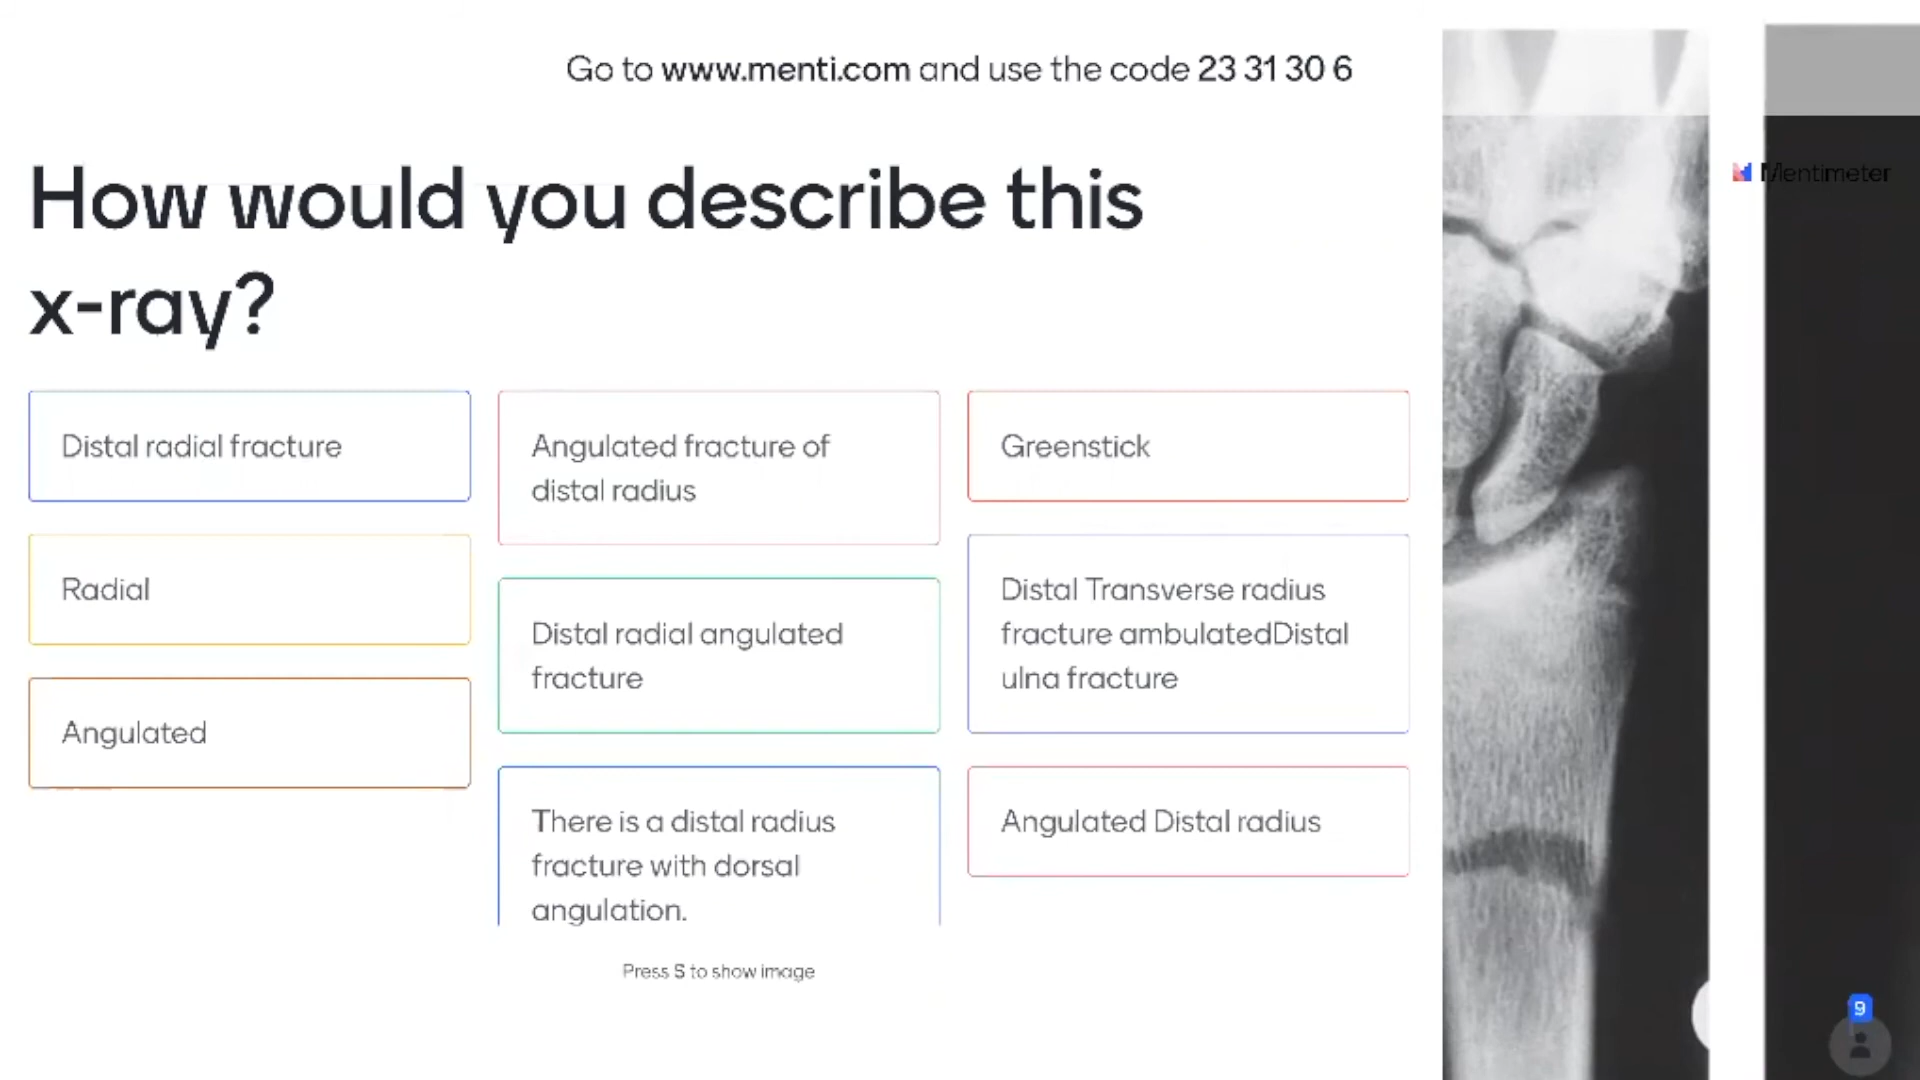 Go to www.menti.com and use the code 23 31 30 6
Mentimeter
How would you describe this
x-ray?
Distal radial fracture
Radial
Angulated
Angulated fracture of
distal radius
Distal radial angulated
fracture
There is a distal radius
fracture with dorsal
angulation.
Greenstick
Distal Transverse radius
fracture ambulatedDistal
ulna fracture
Angulated Distal radius
Press S to show image
9